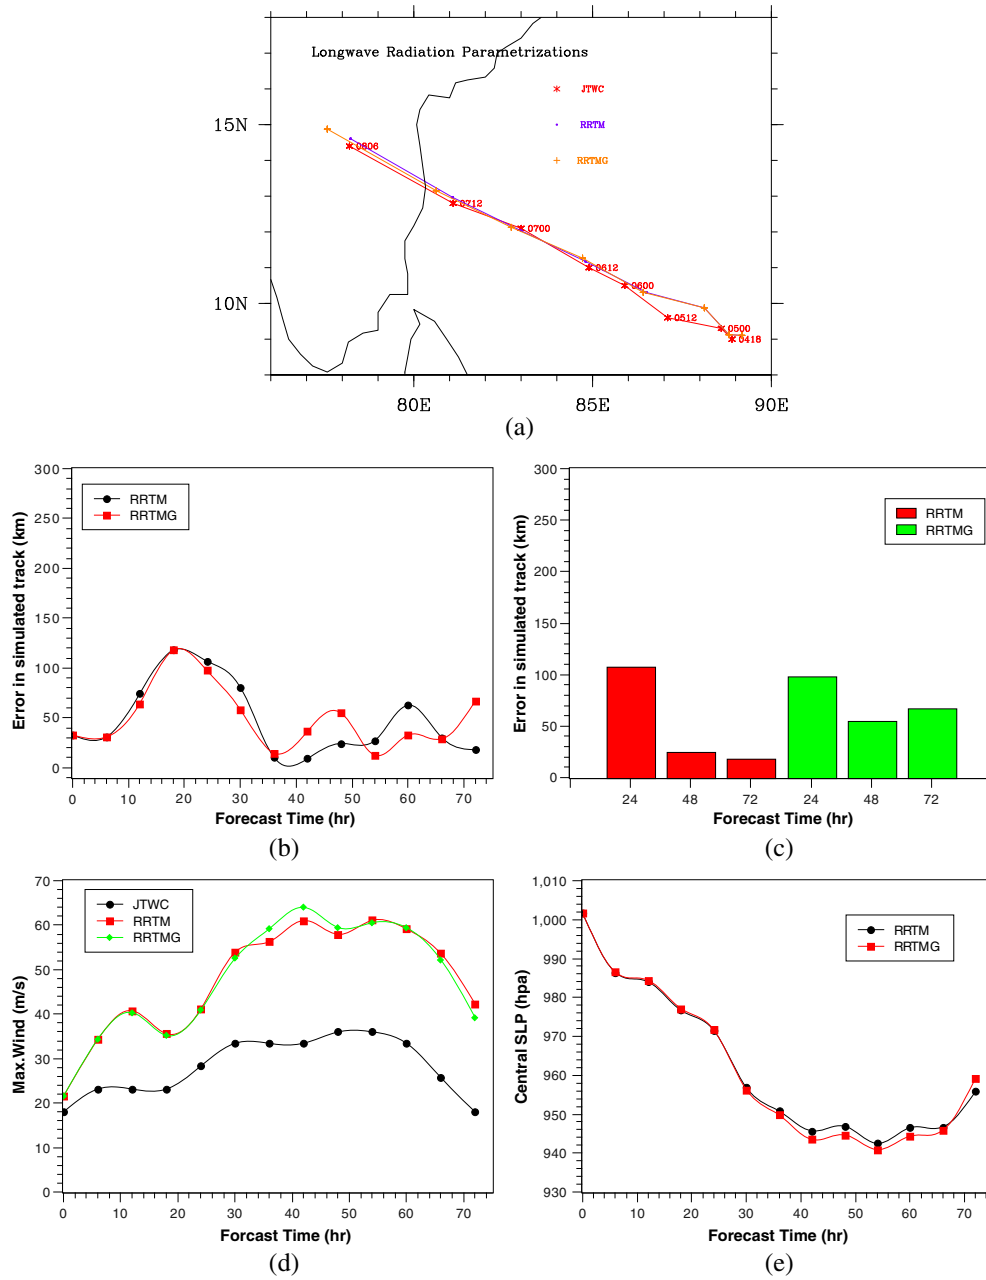 Longwave Radiation Parametrizations
JTWC
RRTM
RRTMG
15N
10N
0806
0712
0700
0612
0600
0512
0500
0418
80E
85E
90E
(a)
300
250
200
150
100
50
0
Error in simulated track (km)
RRTM
RRTMG
0 10 20 30 40 50 60 70
Forecast Time (hr)
(b)
300
250
200
150
100
50
0
Error in simulated track (km)
RRTM
RRTMG
24 48 72 24 48 72
Forecast Time (hr)
(c)
70
60
50
40
30
20
10
0
Max.Wind (m/s)
JTWC
RRTM
RRTMG
0 10 20 30 40 50 60 70
Forcast Time (hr)
(d)
1,010
1,000
990
980
970
960
950
940
930
Central SLP (hpa)
RRTM
RRTMG
0 10 20 30 40 50 60 70
Forecast Time (hr)
(e)